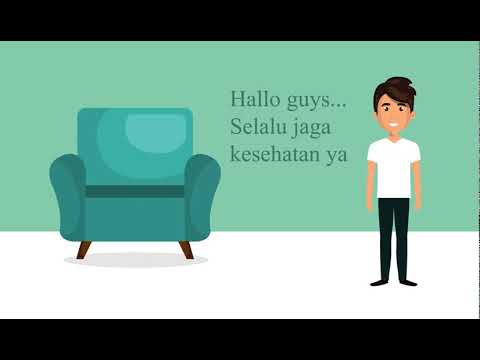 Hallo guys...
Selalu jaga
kesehatan ya